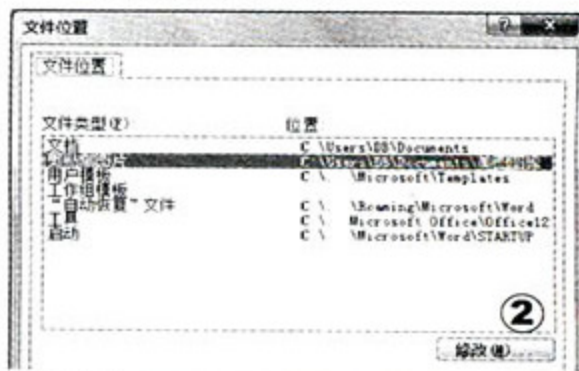 文件位置
文件位置
文件类型(F) 位置
文档 C \Users\DB\Documents
用户模板 C \. \Microsoft\Templates
工作组模板
"自动恢复"文件 C \. \Roaming\Microsoft\Word
工具 C \. Microsoft Office\Office12
启动 C \. \Microsoft\Word\STARTUP
②
修改(M)